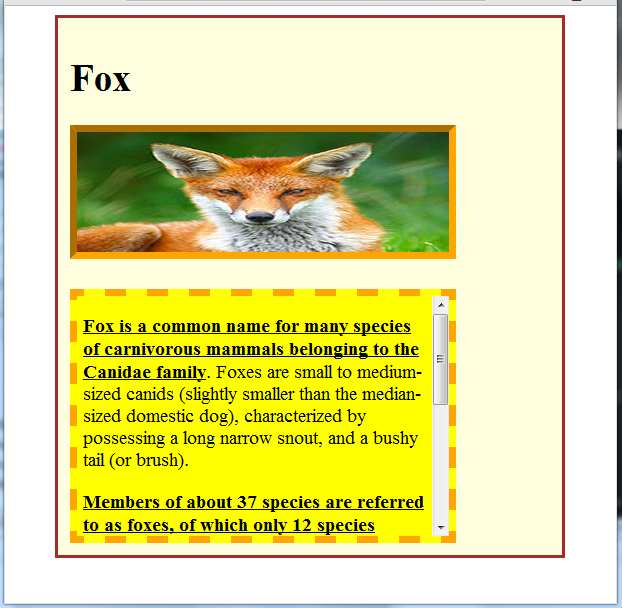 Fox
Fox is a common name for many species
of carnivorous mammals belonging to the
Canidae family. Foxes are small to medium-
sized canids (slightly smaller than the median-
sized domestic dog), characterized by
possessing a long narrow snout, and a bushy
tail (or brush).
Members of about 37 species are referred
to as foxes, of which only 12 species